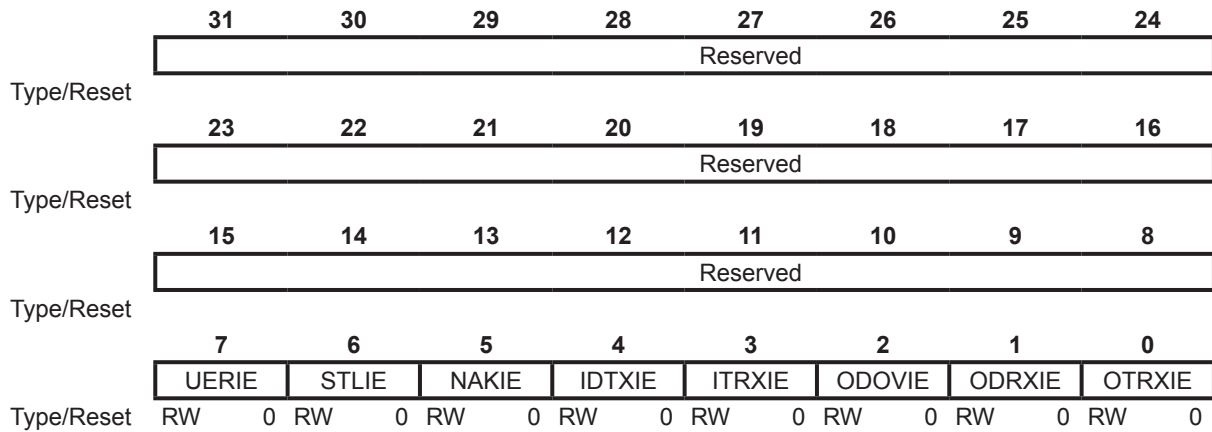 31 30 29 28 27 26 25 24
Reserved
Type/Reset
23 22 21 20 19 18 17 16
Reserved
Type/Reset
15 14 13 12 11 10 9 8
Reserved
Type/Reset
7 6 5 4 3 2 1 0
UERIE STLIE NAKIE IDTXIE ITRXIE ODOVIE ODRXIE OTRXIE
Type/Reset RW 0 RW 0 RW 0 RW 0 RW 0 RW 0 RW 0 RW 0